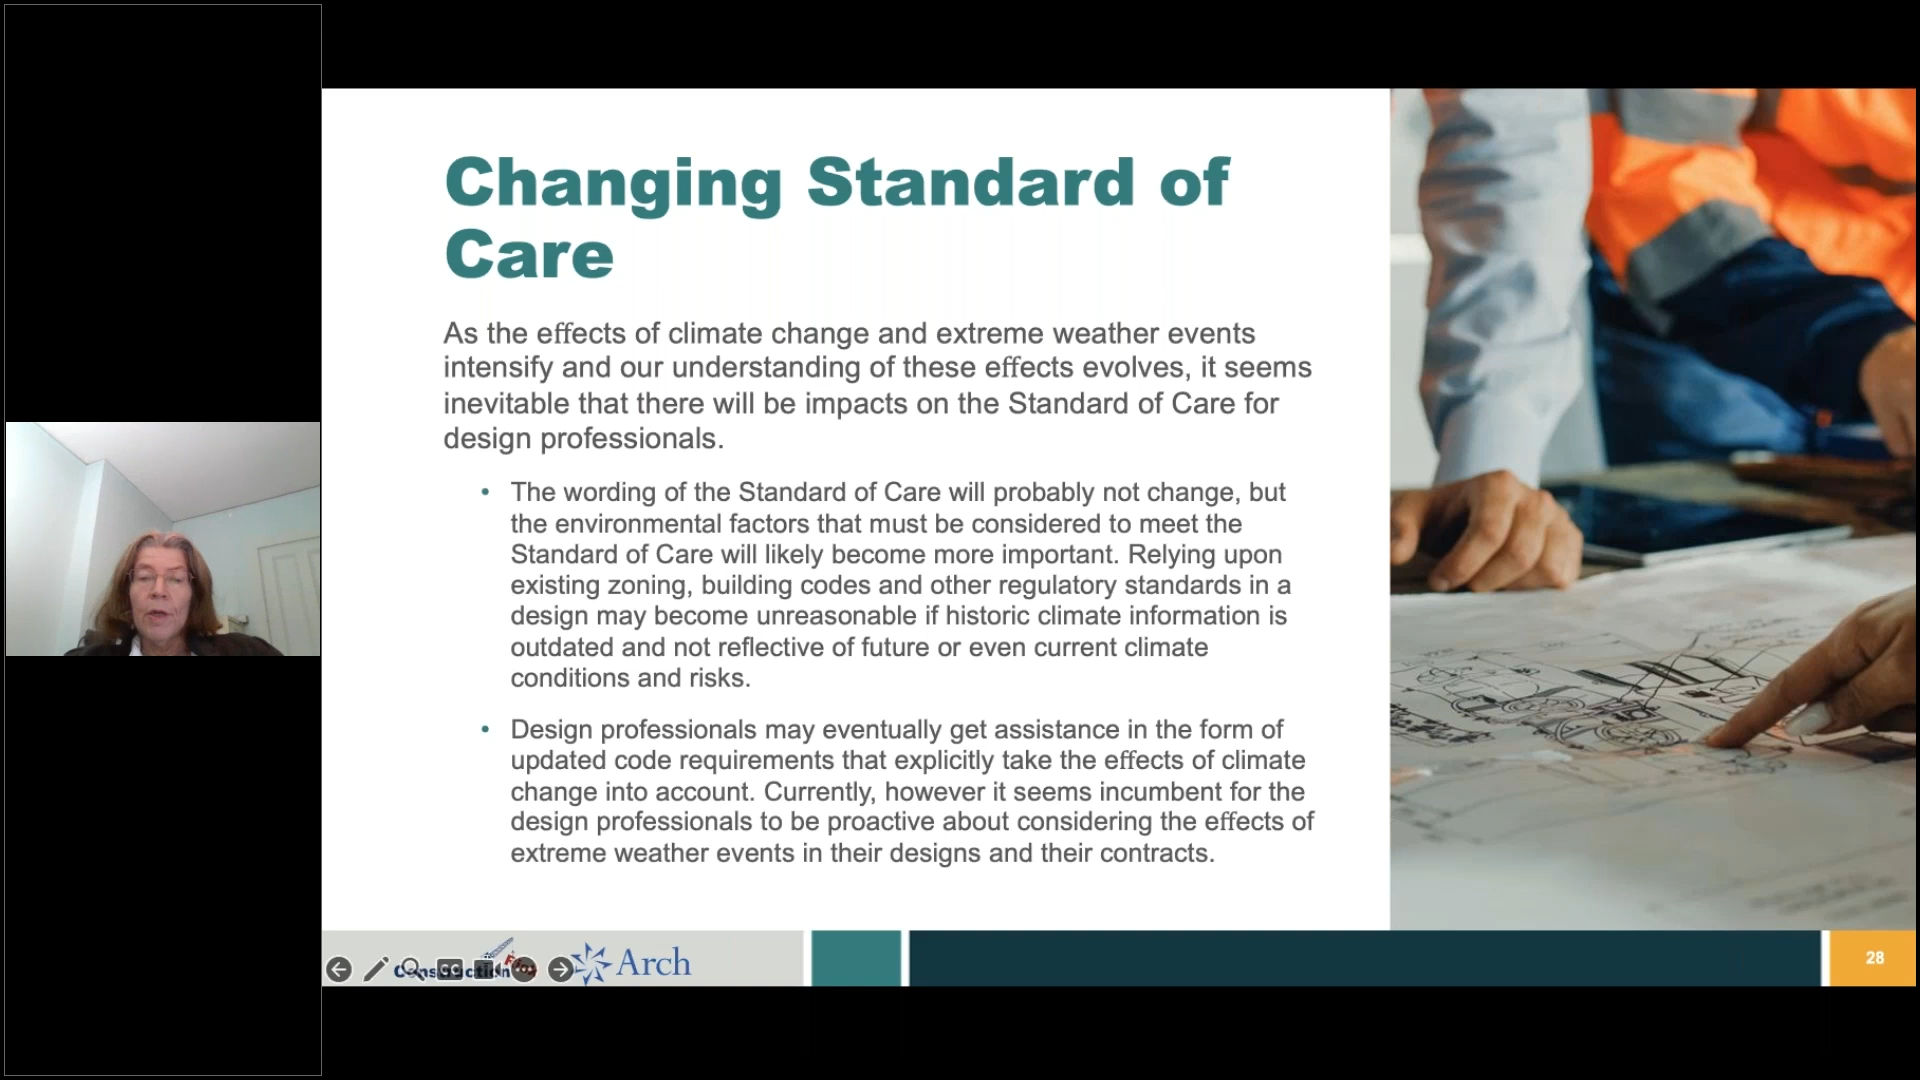 Changing Standard of
Care
As the effects of climate change and extreme weather events
intensify and our understanding of these effects evolves, it seems
inevitable that there will be impacts on the Standard of Care for
design professionals.
• The wording of the Standard of Care will probably not change, but
the environmental factors that must be considered to meet the
Standard of Care will likely become more important. Relying upon
existing zoning, building codes and other regulatory standards in a
design may become unreasonable if historic climate information is
outdated and not reflective of future or even current climate
conditions and risks.
• Design professionals may eventually get assistance in the form of
updated code requirements that explicitly take the effects of climate
change into account. Currently, however it seems incumbent for the
design professionals to be proactive about considering the effects of
extreme weather events in their designs and their contracts.
Construction
Arch
28